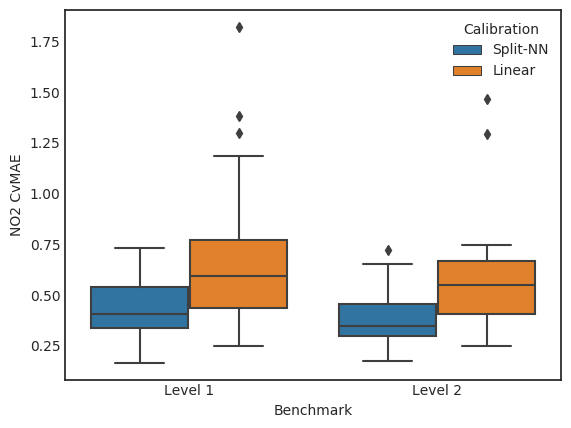 Calibration
Split-NN
Linear
NO2 CvMAE
1.75
1.50
1.25
1.00
0.75
0.50
0.25
Level 1
Level 2
Benchmark